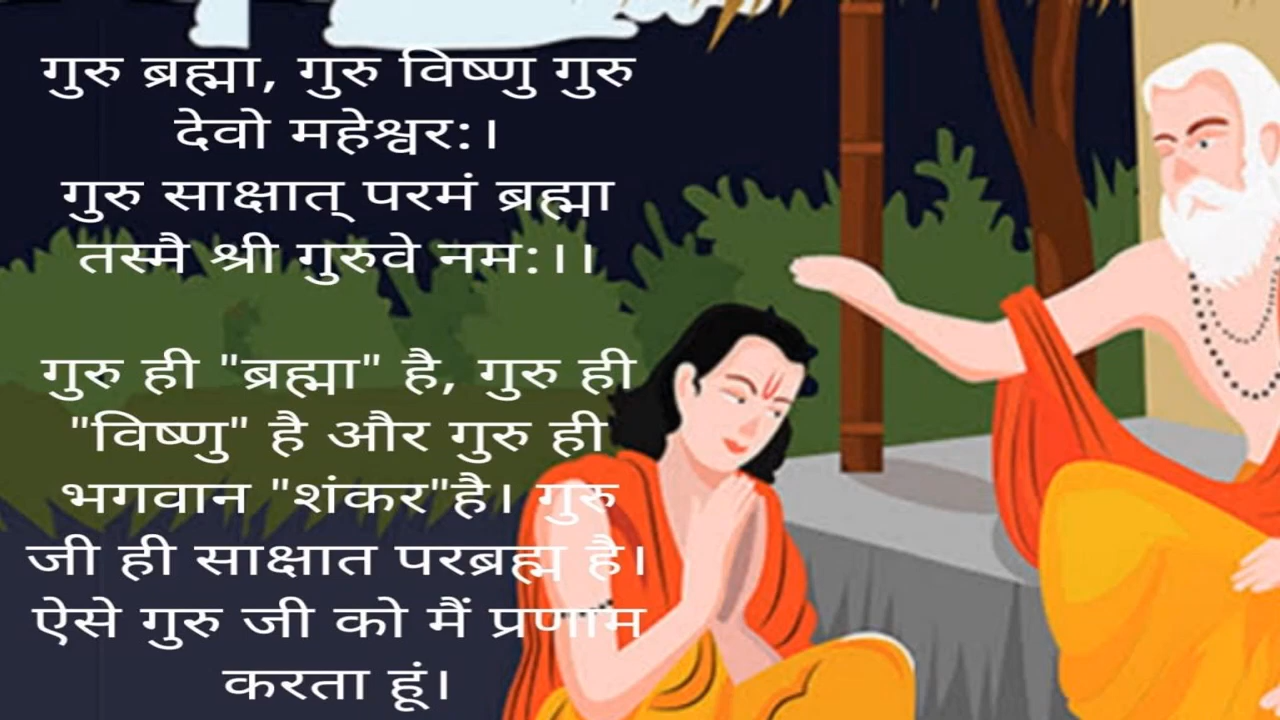 गुरु ब्रह्मा, गुरु विष्णु गुरु
देवो महेश्वर:।
गुरु साक्षात् परमं ब्रह्मा
तस्मै श्री गुरुवे नम:।।
गुरु ही "ब्रह्मा" है, गुरु ही
"विष्णु" है और गुरु ही
भगवान "शंकर"है। गुरु
जी ही साक्षात परब्रह्म है।
ऐसे गुरु जी को मैं प्रणाम
करता हूं।